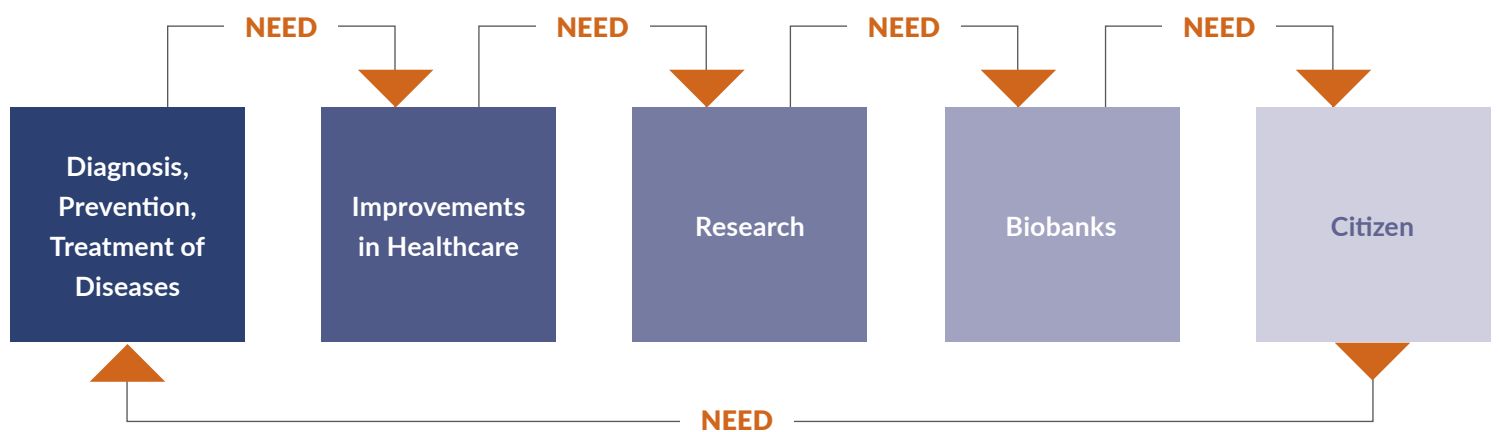 NEED
NEED
NEED
NEED
Diagnosis,
Prevention,
Treatment of
Diseases
Improvements
in Healthcare
Research
Biobanks
Citizen
NEED